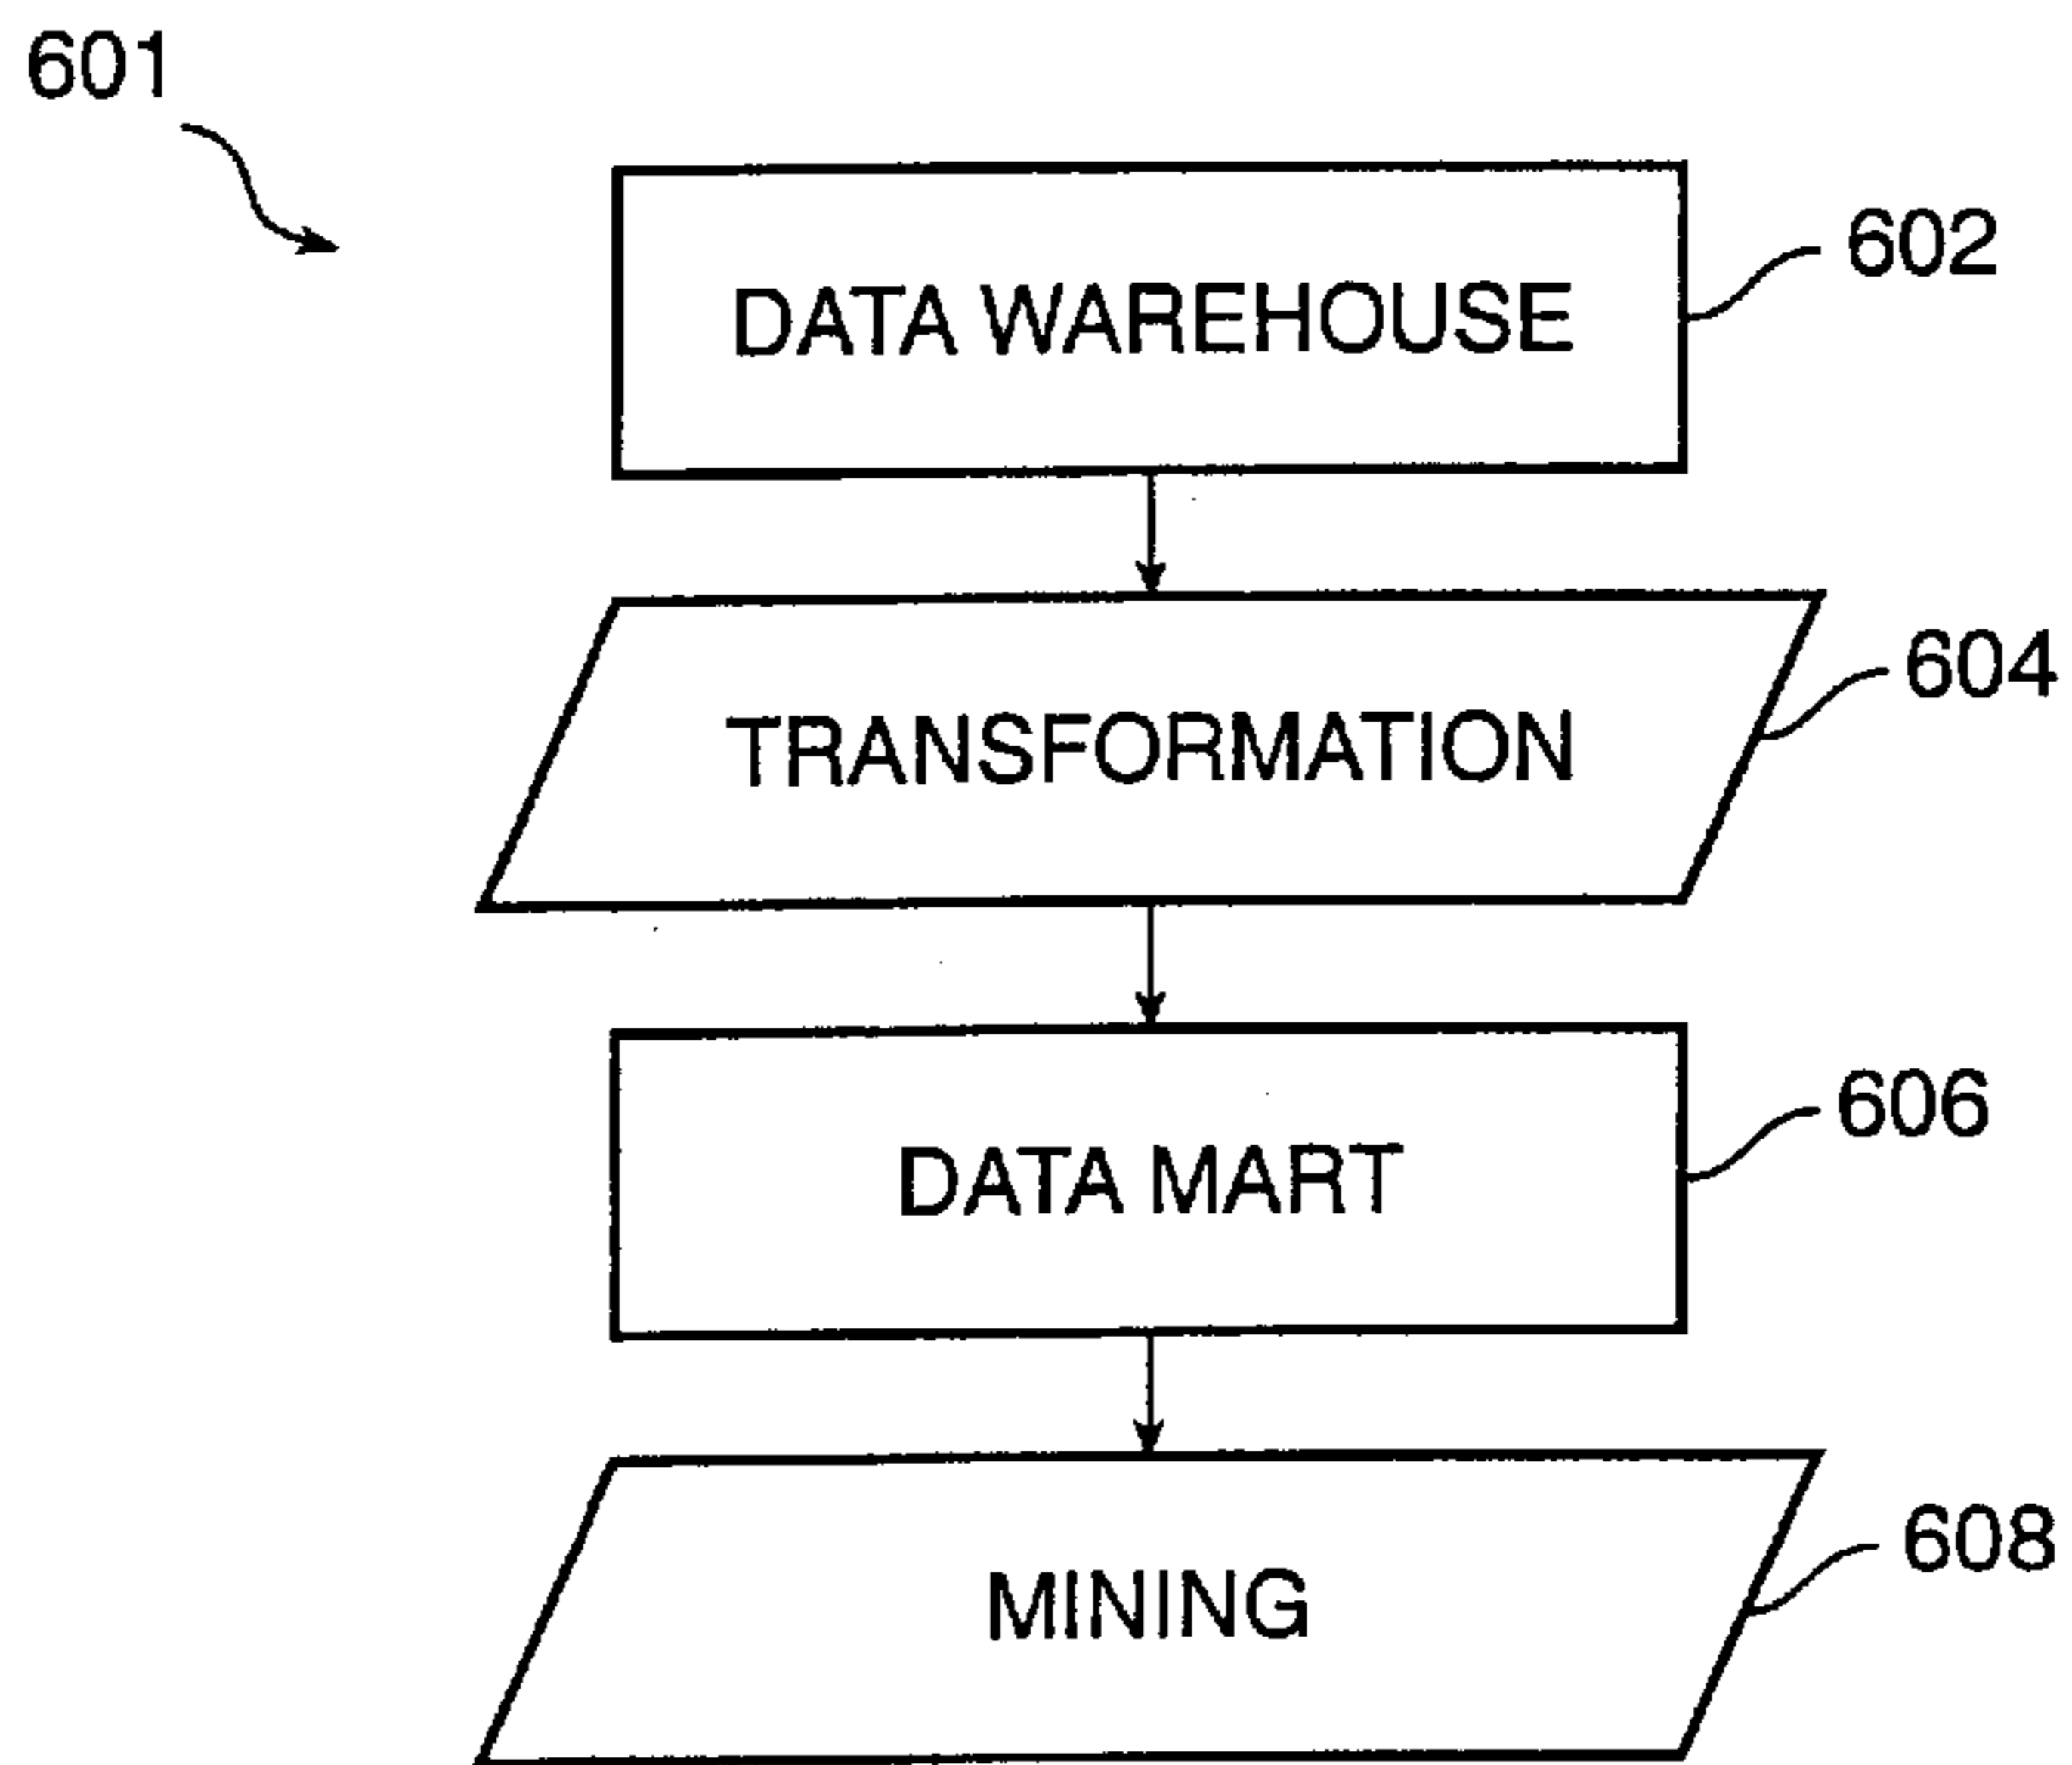 601
DATA WAREHOUSE
602
TRANSFORMATION
604
DATA MART
606
MINING
608